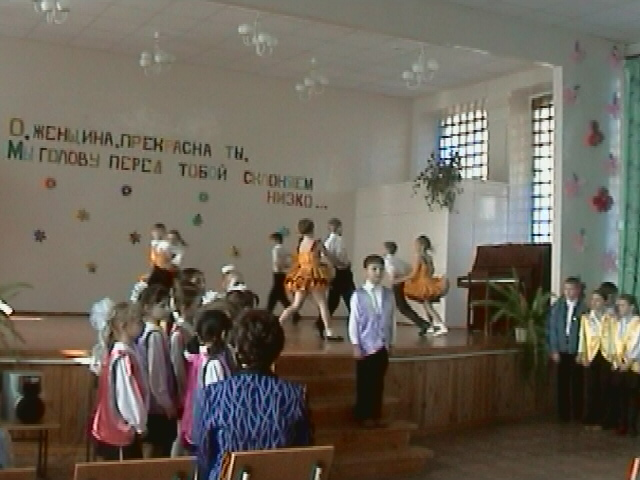 О, ЖЕНЩИНА, ПРЕКРАСНА ТЫ,
МЫ ГОЛОВУ ПЕРЕД ТОБОЙ СКЛОНЯЕМ
НИЗКО...